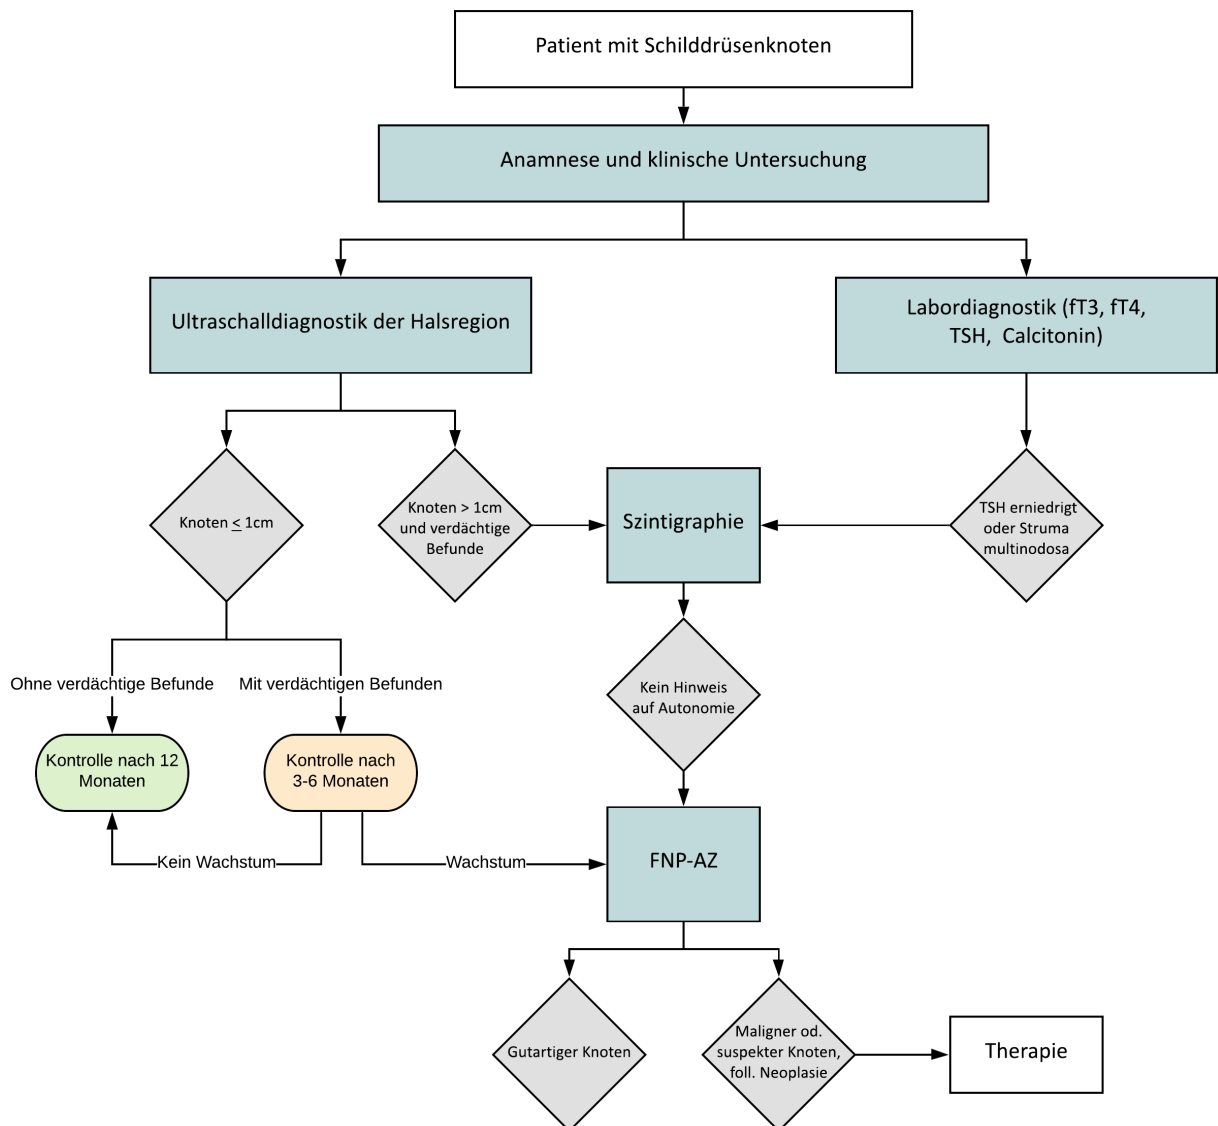 Patient mit Schilddrüsenknoten
Anamnese und klinische Untersuchung
Ultraschalldiagnostik der Halsregion
Labordiagnostik (fT3, fT4,
TSH,  Calcitonin)
Knoten ≤ 1cm
Knoten > 1cm
und verdächtige
Befunde
Szintigraphie
TSH erniedrigt
oder Struma
multinodosa
Ohne verdächtige Befunde
Mit verdächtigen Befunden
Kein Hinweis
auf Autonomie
Kontrolle nach 12
Monaten
Kontrolle nach
3-6 Monaten
Kein Wachstum
Wachstum
FNP-AZ
Gutartiger Knoten
Maligner od.
suspekter Knoten,
foll. Neoplasie
Therapie